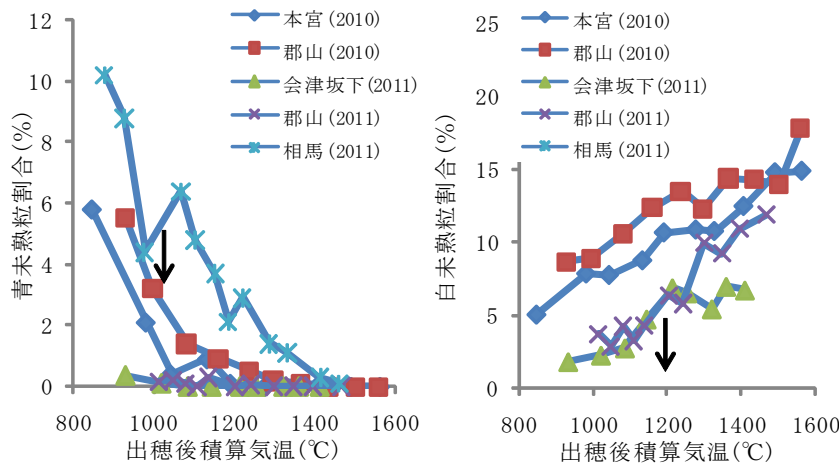 本宮(2010)
郡山(2010)
会津坂下(2011)
郡山(2011)
相馬(2011)
青未熟粒割合(%)
12
10
8
6
4
2
0
800 1000 1200 1400 1600
出穂後積算気温(℃)
本宮(2010)
郡山(2010)
会津坂下(2011)
郡山(2011)
相馬(2011)
白未熟粒割合(%)
25
20
15
10
5
0
800 1000 1200 1400 1600
出穂後積算気温(℃)